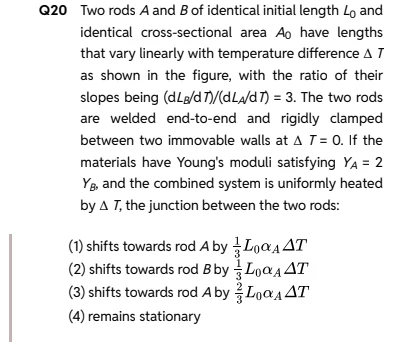 Q20 Two rods A and B of identical initial length L₀ and
identical cross-sectional area A₀ have lengths
that vary linearly with temperature difference Δ T
as shown in the figure, with the ratio of their
slopes being (dL_B/dT)/(dL_A/dT) = 3. The two rods
are welded end-to-end and rigidly clamped
between two immovable walls at Δ T = 0. If the
materials have Young's moduli satisfying Y_A = 2
Y_B, and the combined system is uniformly heated
by Δ T, the junction between the two rods:
(1) shifts towards rod A by 1/3 L₀α_AΔT
(2) shifts towards rod B by 1/3 L₀α_AΔT
(3) shifts towards rod A by 2/3 L₀α_AΔT
(4) remains stationary